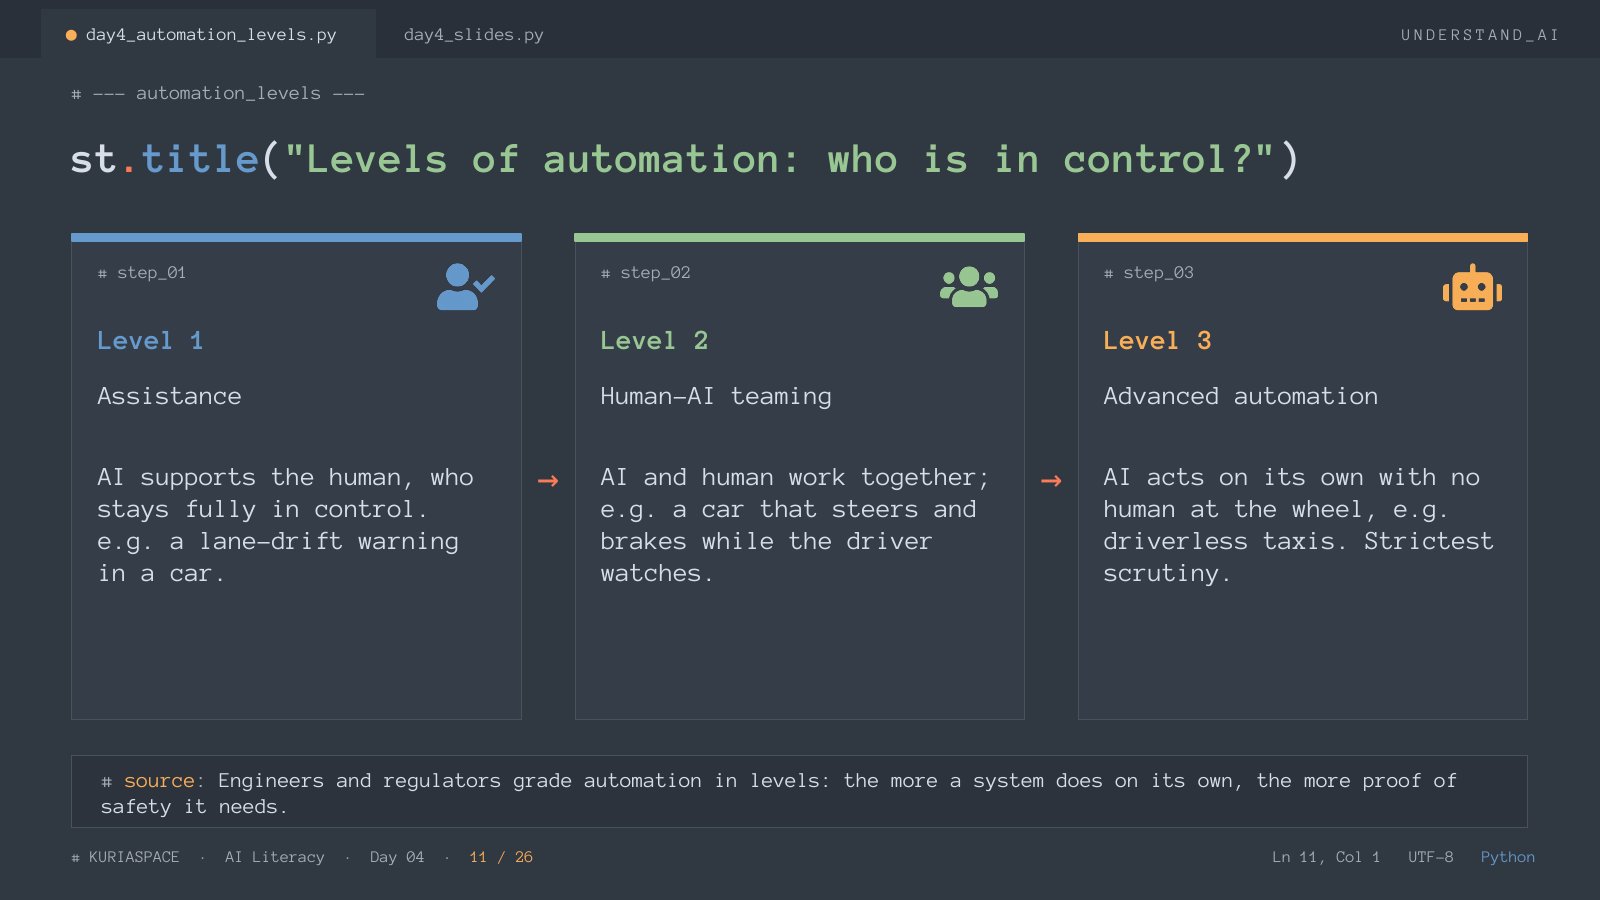 day4_automation_levels.py
day4_slides.py
UNDERSTAND_AI
# --- automation_levels ---
st.title("Levels of automation: who is in control?")
# step_01
Level 1
Assistance
AI supports the human, who
stays fully in control.
e.g. a lane-drift warning
in a car.
→
# step_02
Level 2
Human-AI teaming
AI and human work together;
e.g. a car that steers and
brakes while the driver
watches.
→
# step_03
Level 3
Advanced automation
AI acts on its own with no
human at the wheel, e.g.
driverless taxis. Strictest
scrutiny.
# source: Engineers and regulators grade automation in levels: the more a system does on its own, the more proof of
safety it needs.
# KURIASPACE · AI Literacy · Day 04 · 11 / 26
Ln 11, Col 1 UTF-8 Python